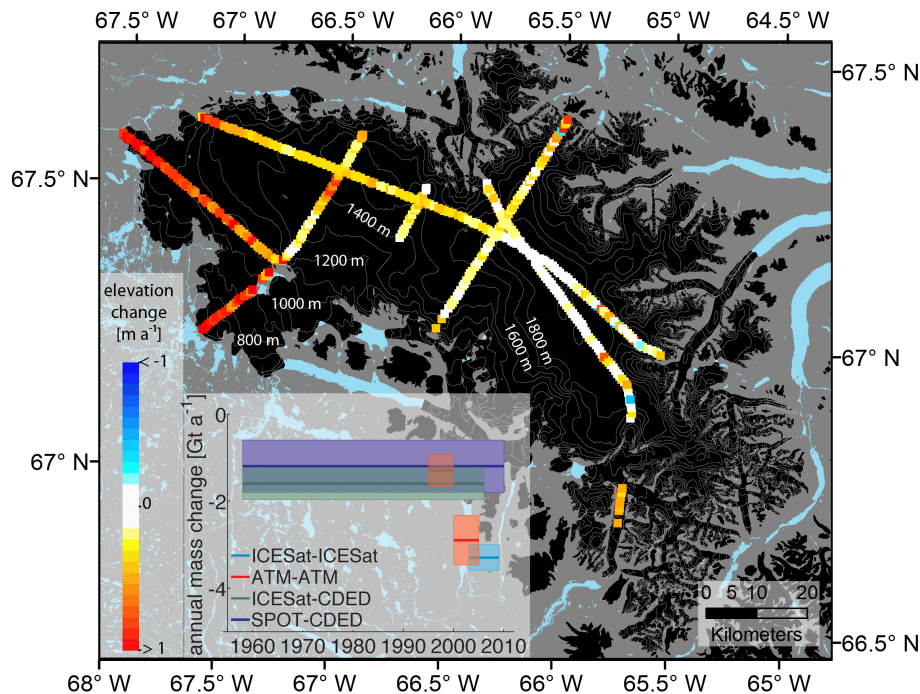 67.5° W 67° W 66.5° W 66° W 65.5° W 65° W 64.5° W
67.5° N
67.5° N
1400 m
1200 m
1000 m
800 m
1600 m
1800 m
elevation
change
[m a⁻¹]
< -1
0
> 1
67° N
67° N
annual mass change [Gt a⁻¹]
0
-2
-4
ICESat-ICESat
ATM-ATM
ICESat-CDED
SPOT-CDED
1960 1970 1980 1990 2000 2010
0 5 10 20
Kilometers
66.5° N
68° W 67.5° W 67° W 66.5° W 66° W 65.5° W